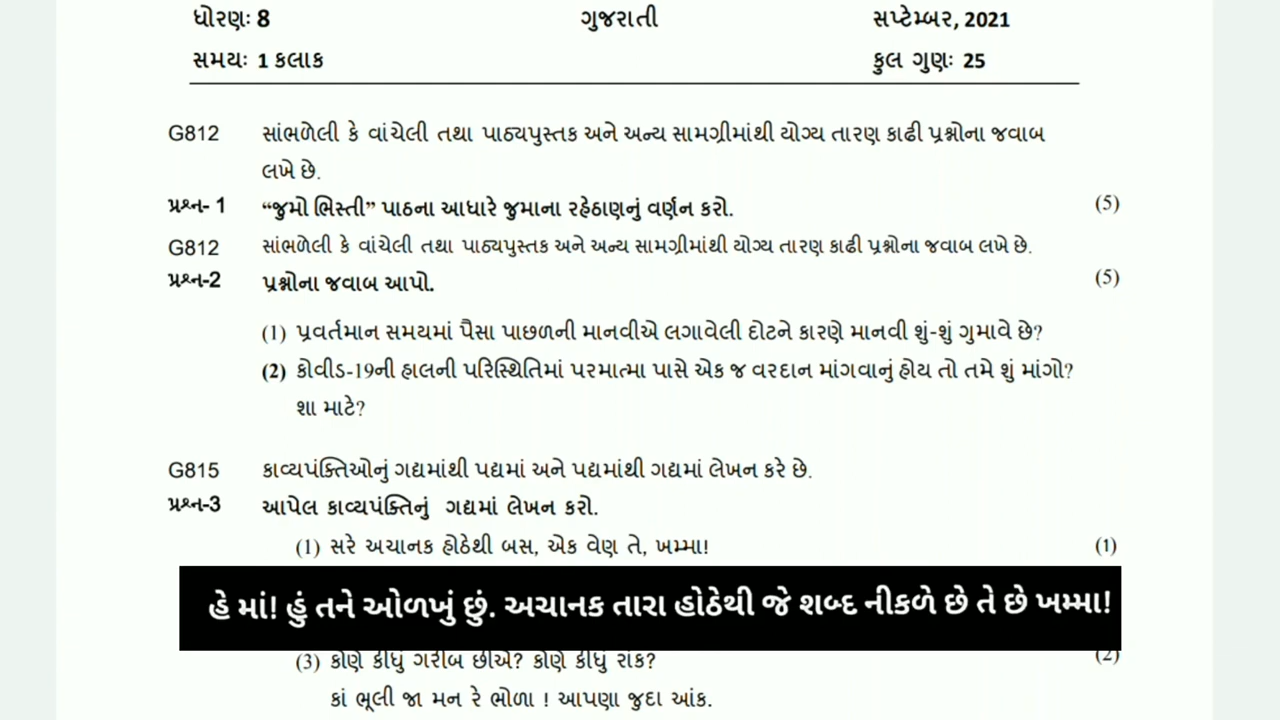 ધોરણઃ 8 ગુજરાતી સપ્ટેમ્બર, 2021
સમયઃ 1 કલાક કુલ ગુણઃ 25
G812 સાંભળેલી કે વાંચેલી તથા પાઠ્યપુસ્તક અને અન્ય સામગ્રીમાંથી યોગ્ય તારણ કાઢી પ્રશ્નોના જવાબ
લખે છે.
પ્રશ્ન- 1 “જુમો ભિસ્તી” પાઠના આધારે જુમાના રહેઠાણનું વર્ણન કરો. (5)
G812 સાંભળેલી કે વાંચેલી તથા પાઠ્યપુસ્તક અને અન્ય સામગ્રીમાંથી યોગ્ય તારણ કાઢી પ્રશ્નોના જવાબ લખે છે.
પ્રશ્ન-2 પ્રશ્નોના જવાબ આપો. (5)
(1) પ્રવર્તમાન સમયમાં પૈસા પાછળની માનવીએ લગાવેલી દોટને કારણે માનવી શું-શું ગુમાવે છે?
(2) કોવીડ-19ની હાલની પરિસ્થિતિમાં પરમાત્મા પાસે એક જ વરદાન માંગવાનું હોય તો તમે શું માંગો?
શા માટે?
G815 કાવ્યપંક્તિઓનું ગદ્યમાંથી પદ્યમાં અને પદ્યમાંથી ગદ્યમાં લેખન કરે છે.
પ્રશ્ન-3 આપેલ કાવ્યપંક્તિનું ગદ્યમાં લેખન કરો.
(1) સરે અચાનક હોઠેથી બસ, એક વેણ તે, ખમ્મા! (1)
હે માં! હું તને ઓળખું છું. અચાનક તારા હોઠેથી જે શબ્દ નીકળે છે તે છે ખમ્મા!
(3) કોણે કીધું ગરીબ છીએ? કોણે કીધું રાંક? (2)
કાં ભૂલી જા મન રે ભોળા ! આપણા જુદા આંક.